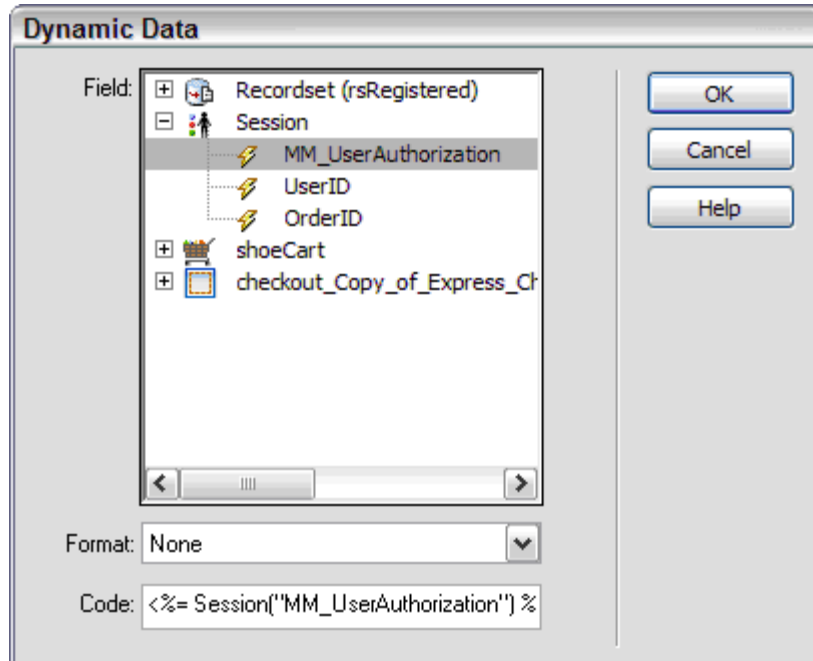 Dynamic Data
Field:
Recordset (rsRegistered)
Session
MM_UserAuthorization
UserID
OrderID
shoeCart
checkout_Copy_of_Express_Ch
OK
Cancel
Help
Format: None
Code: <%= Session("MM_UserAuthorization") %